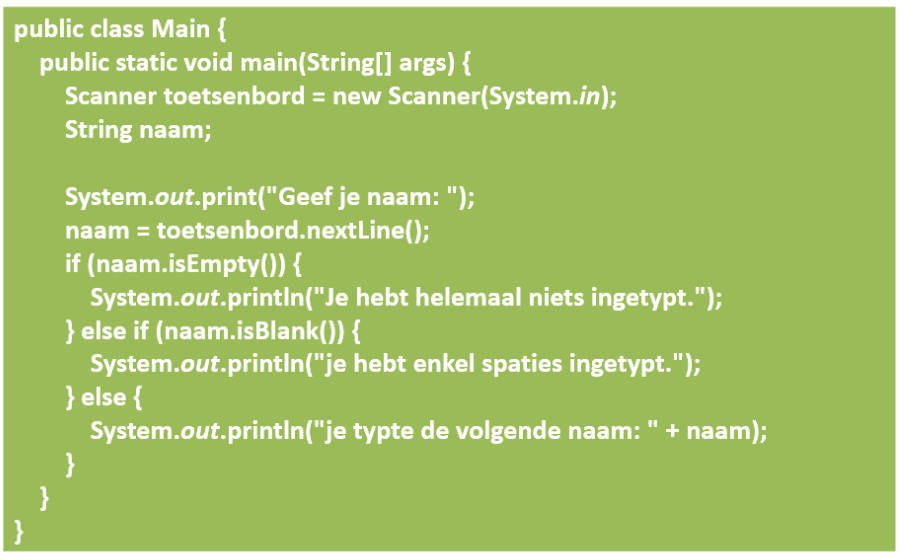 public class Main {
public static void main(String[] args) {
Scanner toetsenbord = new Scanner(System.in);
String naam;
System.out.print("Geef je naam: ");
naam = toetsenbord.nextLine();
if (naam.isEmpty()) {
System.out.println("Je hebt helemaal niets ingetypt.");
} else if (naam.isBlank()) {
System.out.println("je hebt enkel spaties ingetypt.");
} else {
System.out.println("je typte de volgende naam: " + naam);
}
}
}